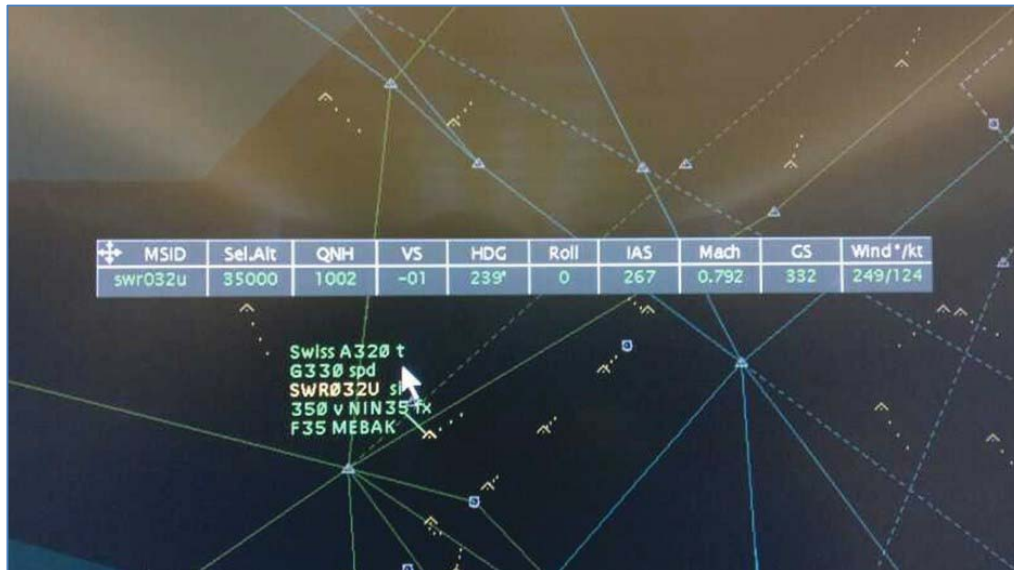 MSID Sel.Alt QNH VS HDG Roll IAS Mach GS Wind°/kt
swr032u 35000 1002 -01 239° 0 267 0.792 332 249/124
Swiss A320 t
G330 spd
SWR032U
350 v NIN35
F35 MEBAK